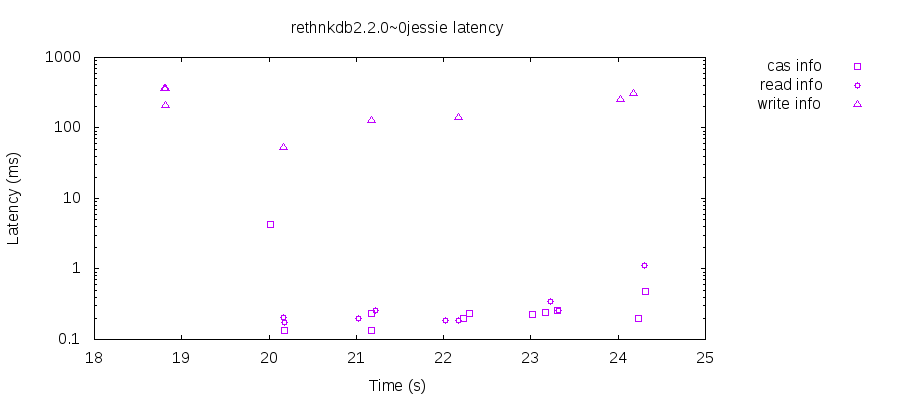 rethnkdb2.2.0~0jessie latency
1000
100
10
1
0.1
18 19 20 21 22 23 24 25
Latency (ms)
Time (s)
cas info
read info
write info